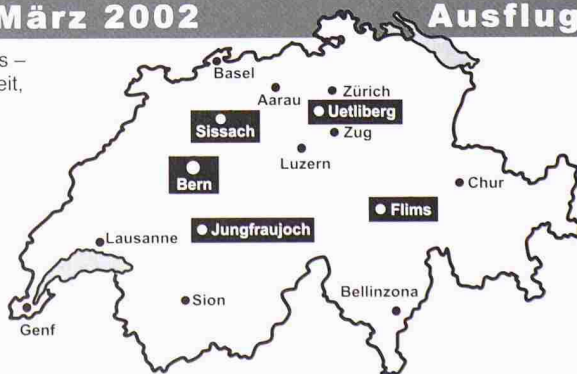 März 2002 Ausflug
s –
eit,
Basel
Aarau
Zürich
Uetliberg
Sissach
Zug
Luzern
Bern
Chur
Flims
Jungfraujoch
Lausanne
Sion
Bellinzona
Genf